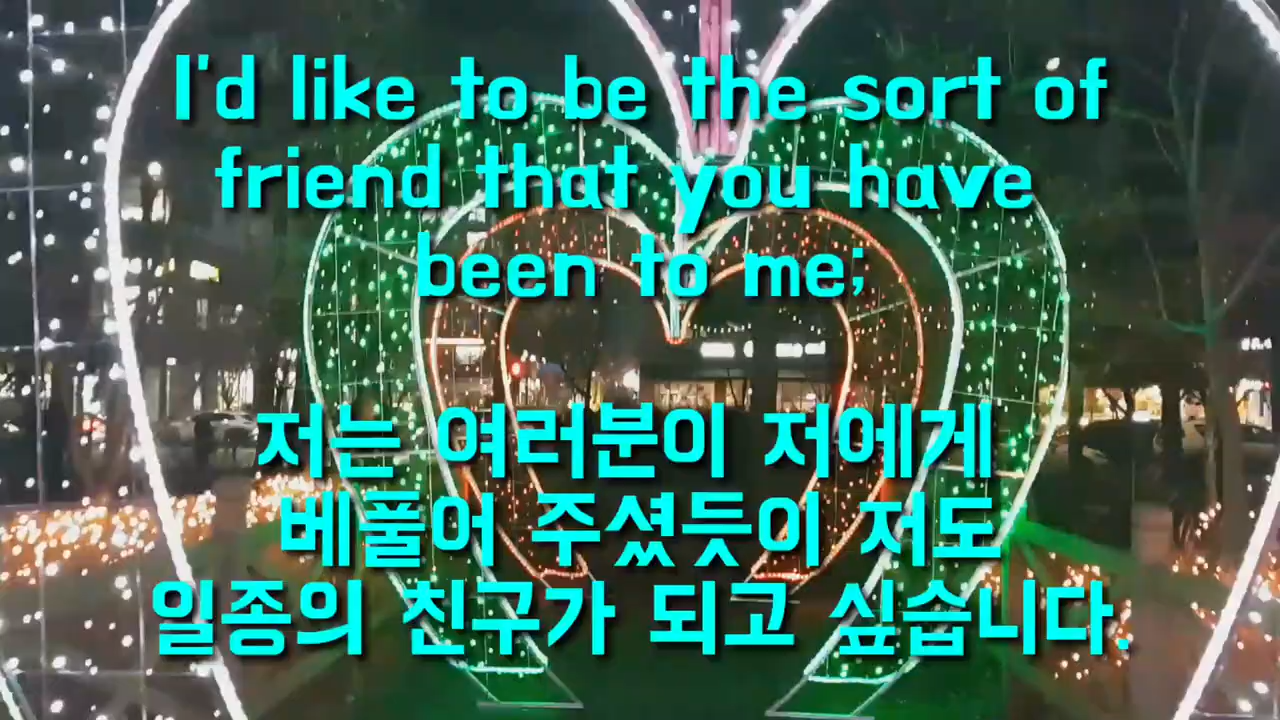 I'd like to be the sort of
friend that you have
been to me;
저는 여러분이 저에게
베풀어 주셨듯이 저도
일종의 친구가 되고 싶습니다.